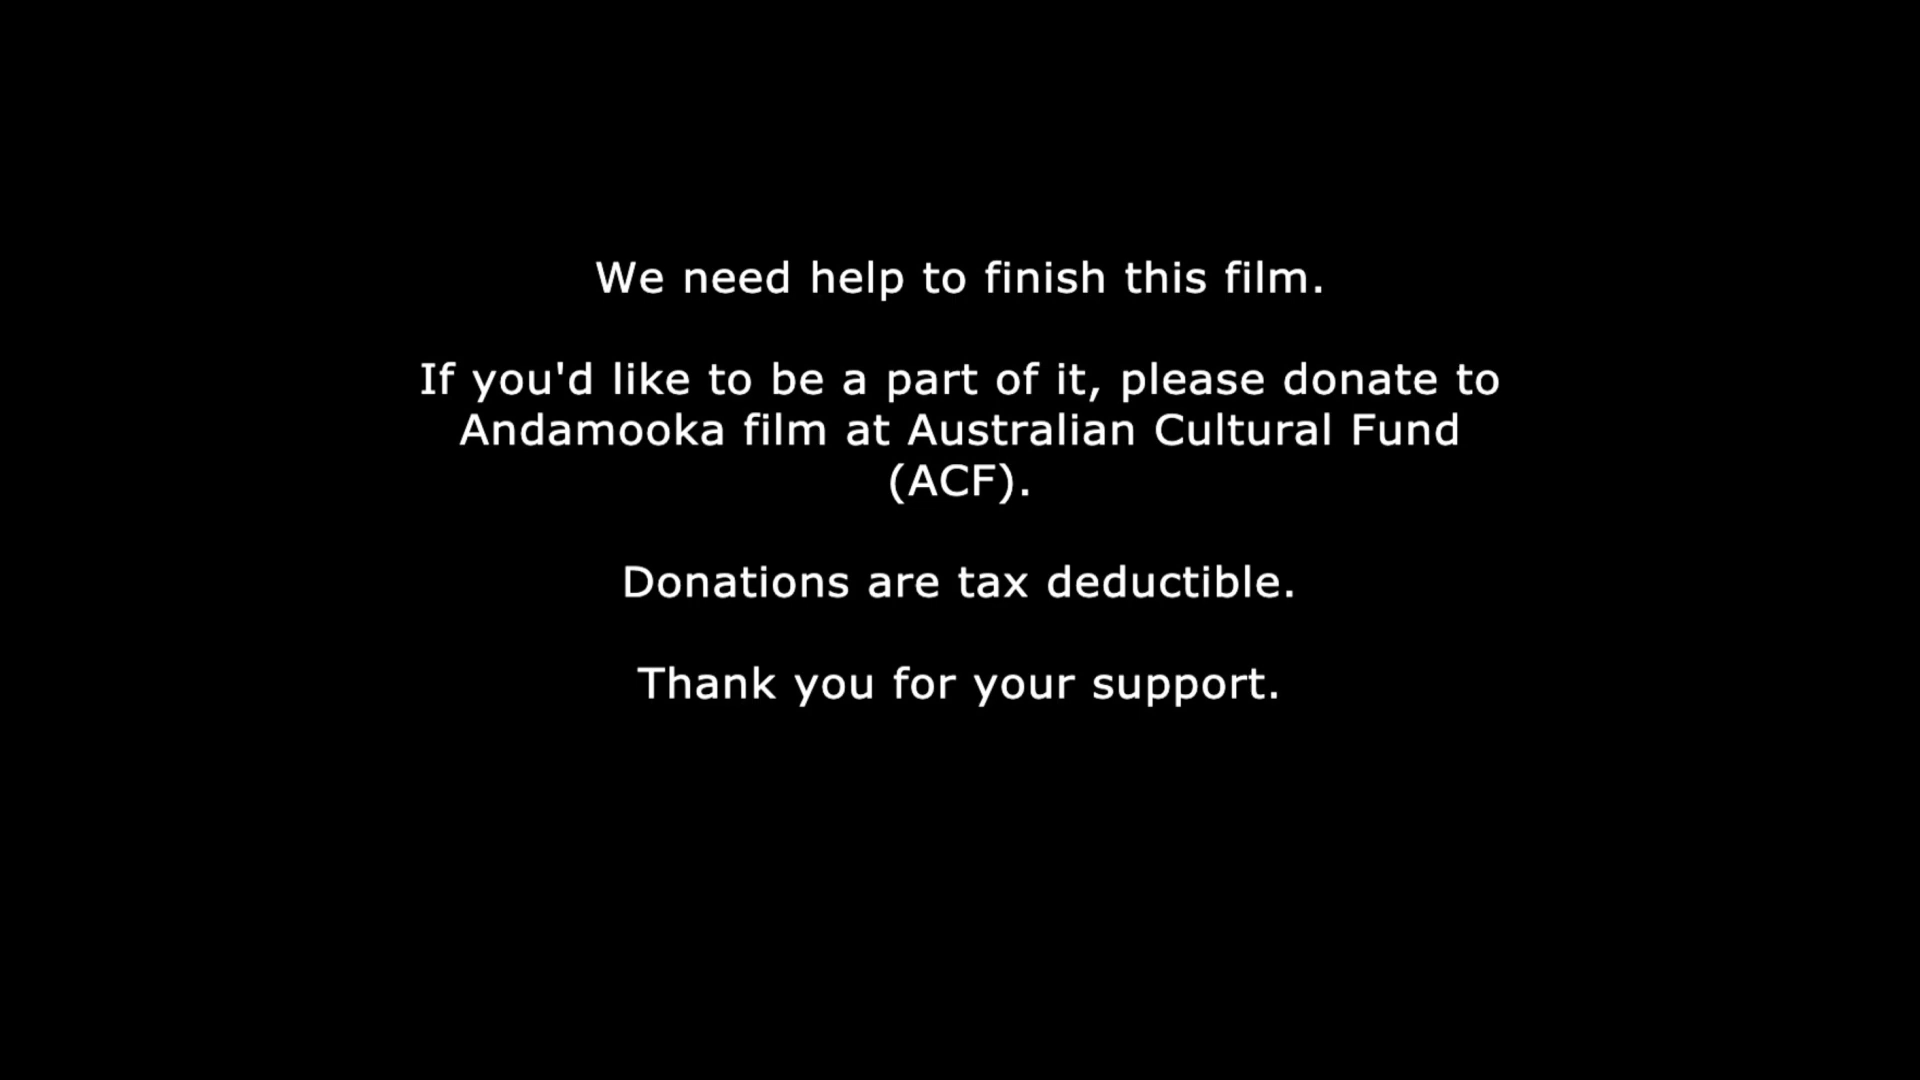 We need help to finish this film.
If you'd like to be a part of it, please donate to
Andamooka film at Australian Cultural Fund
(ACF).
Donations are tax deductible.
Thank you for your support.